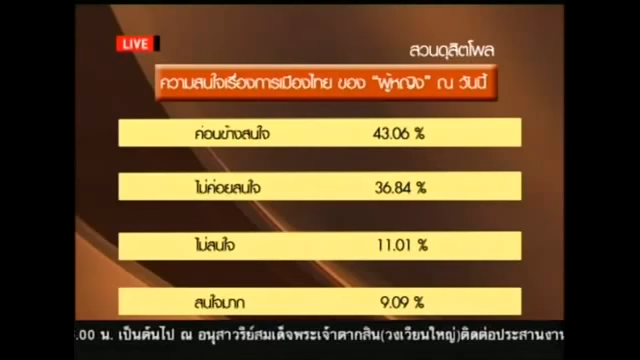 LIVE
สวนดุสิตโพล
ความสนใจเรื่องการเมืองไทย ของ “ผู้หญิง” ณ วันนี้
ค่อนข้างสนใจ 43.06 %
ไม่ค่อยสนใจ 36.84 %
ไม่สนใจ 11.01 %
สนใจมาก 9.09 %
.00 น. เป็นต้นไป ณ อนุสาวรีย์สมเด็จพระเจ้าตากสิน(วงเวียนใหญ่)ติดต่อประสานงาน